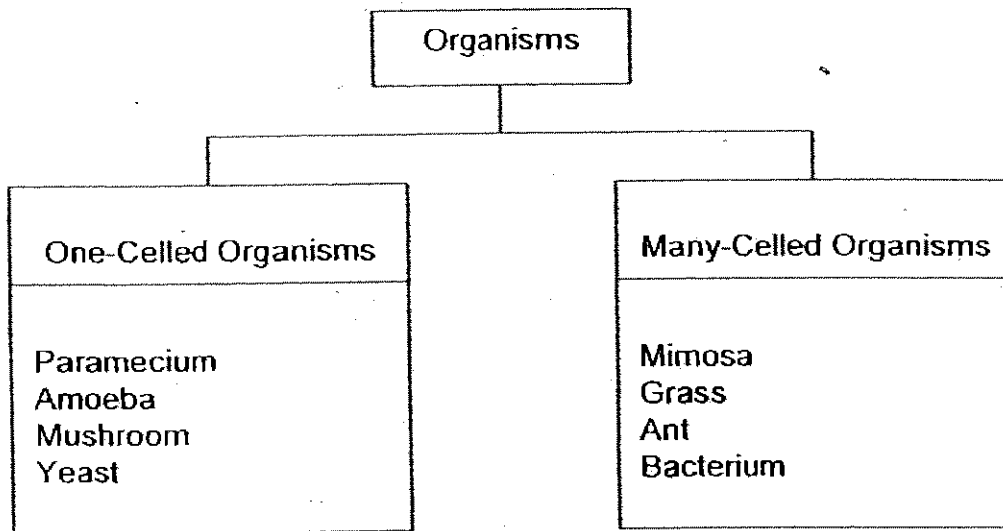 Organisms
One-Celled Organisms
Paramecium
Amoeba
Mushroom
Yeast
Many-Celled Organisms
Mimosa
Grass
Ant
Bacterium